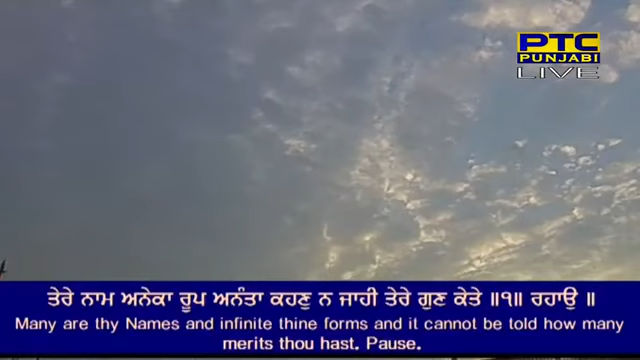 PTC
PUNJABI
LIVE
ਤੇਰੇ ਨਾਮ ਅਨੇਕਾ ਰੂਪ ਅਨੰਤਾ ਕਹਣੁ ਨ ਜਾਹੀ ਤੇਰੇ ਗੁਣ ਕੇਤੇ ॥੧॥ ਰਹਾਉ ॥
Many are thy Names and infinite thine forms and it cannot be told how many
merits thou hast. Pause.